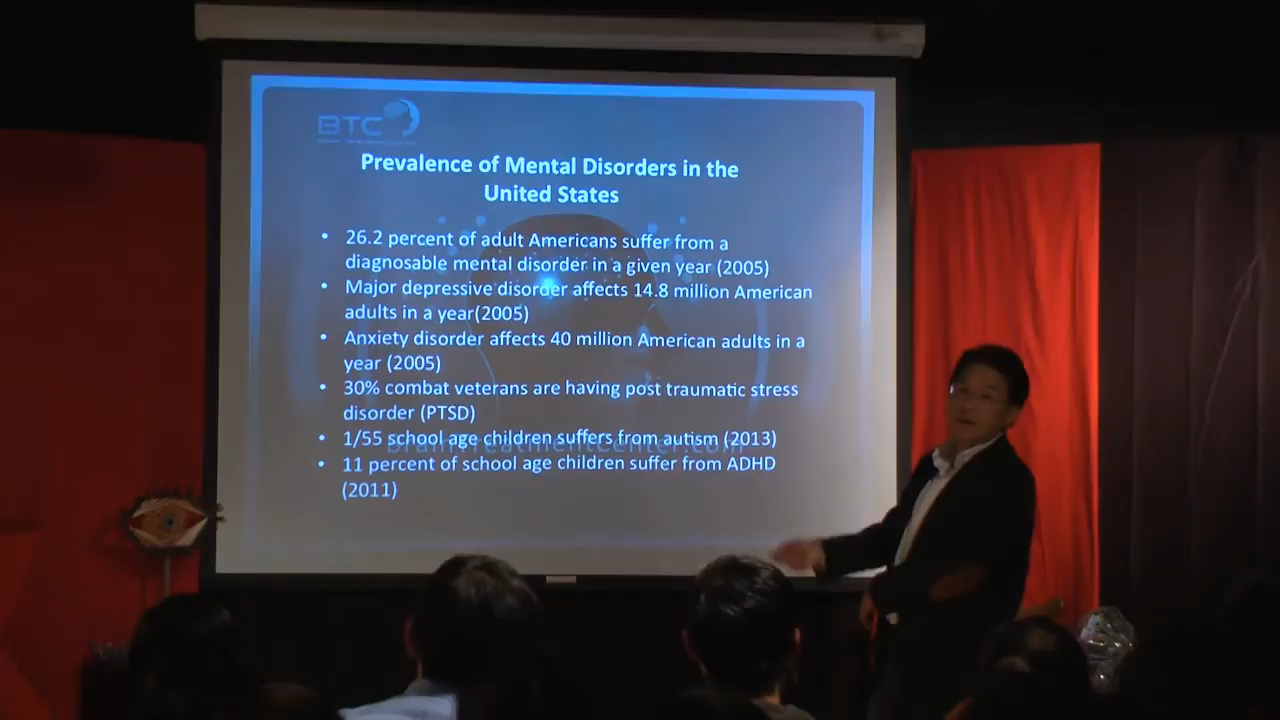 BTC
Prevalence of Mental Disorders in the
United States
• 26.2 percent of adult Americans suffer from a
diagnosable mental disorder in a given year (2005)
• Major depressive disorder affects 14.8 million American
adults in a year(2005)
• Anxiety disorder affects 40 million American adults in a
year (2005)
• 30% combat veterans are having post traumatic stress
disorder (PTSD)
• 1/55 school age children suffers from autism (2013)
braintreatmentcenter.com
• 11 percent of school age children suffer from ADHD
(2011)